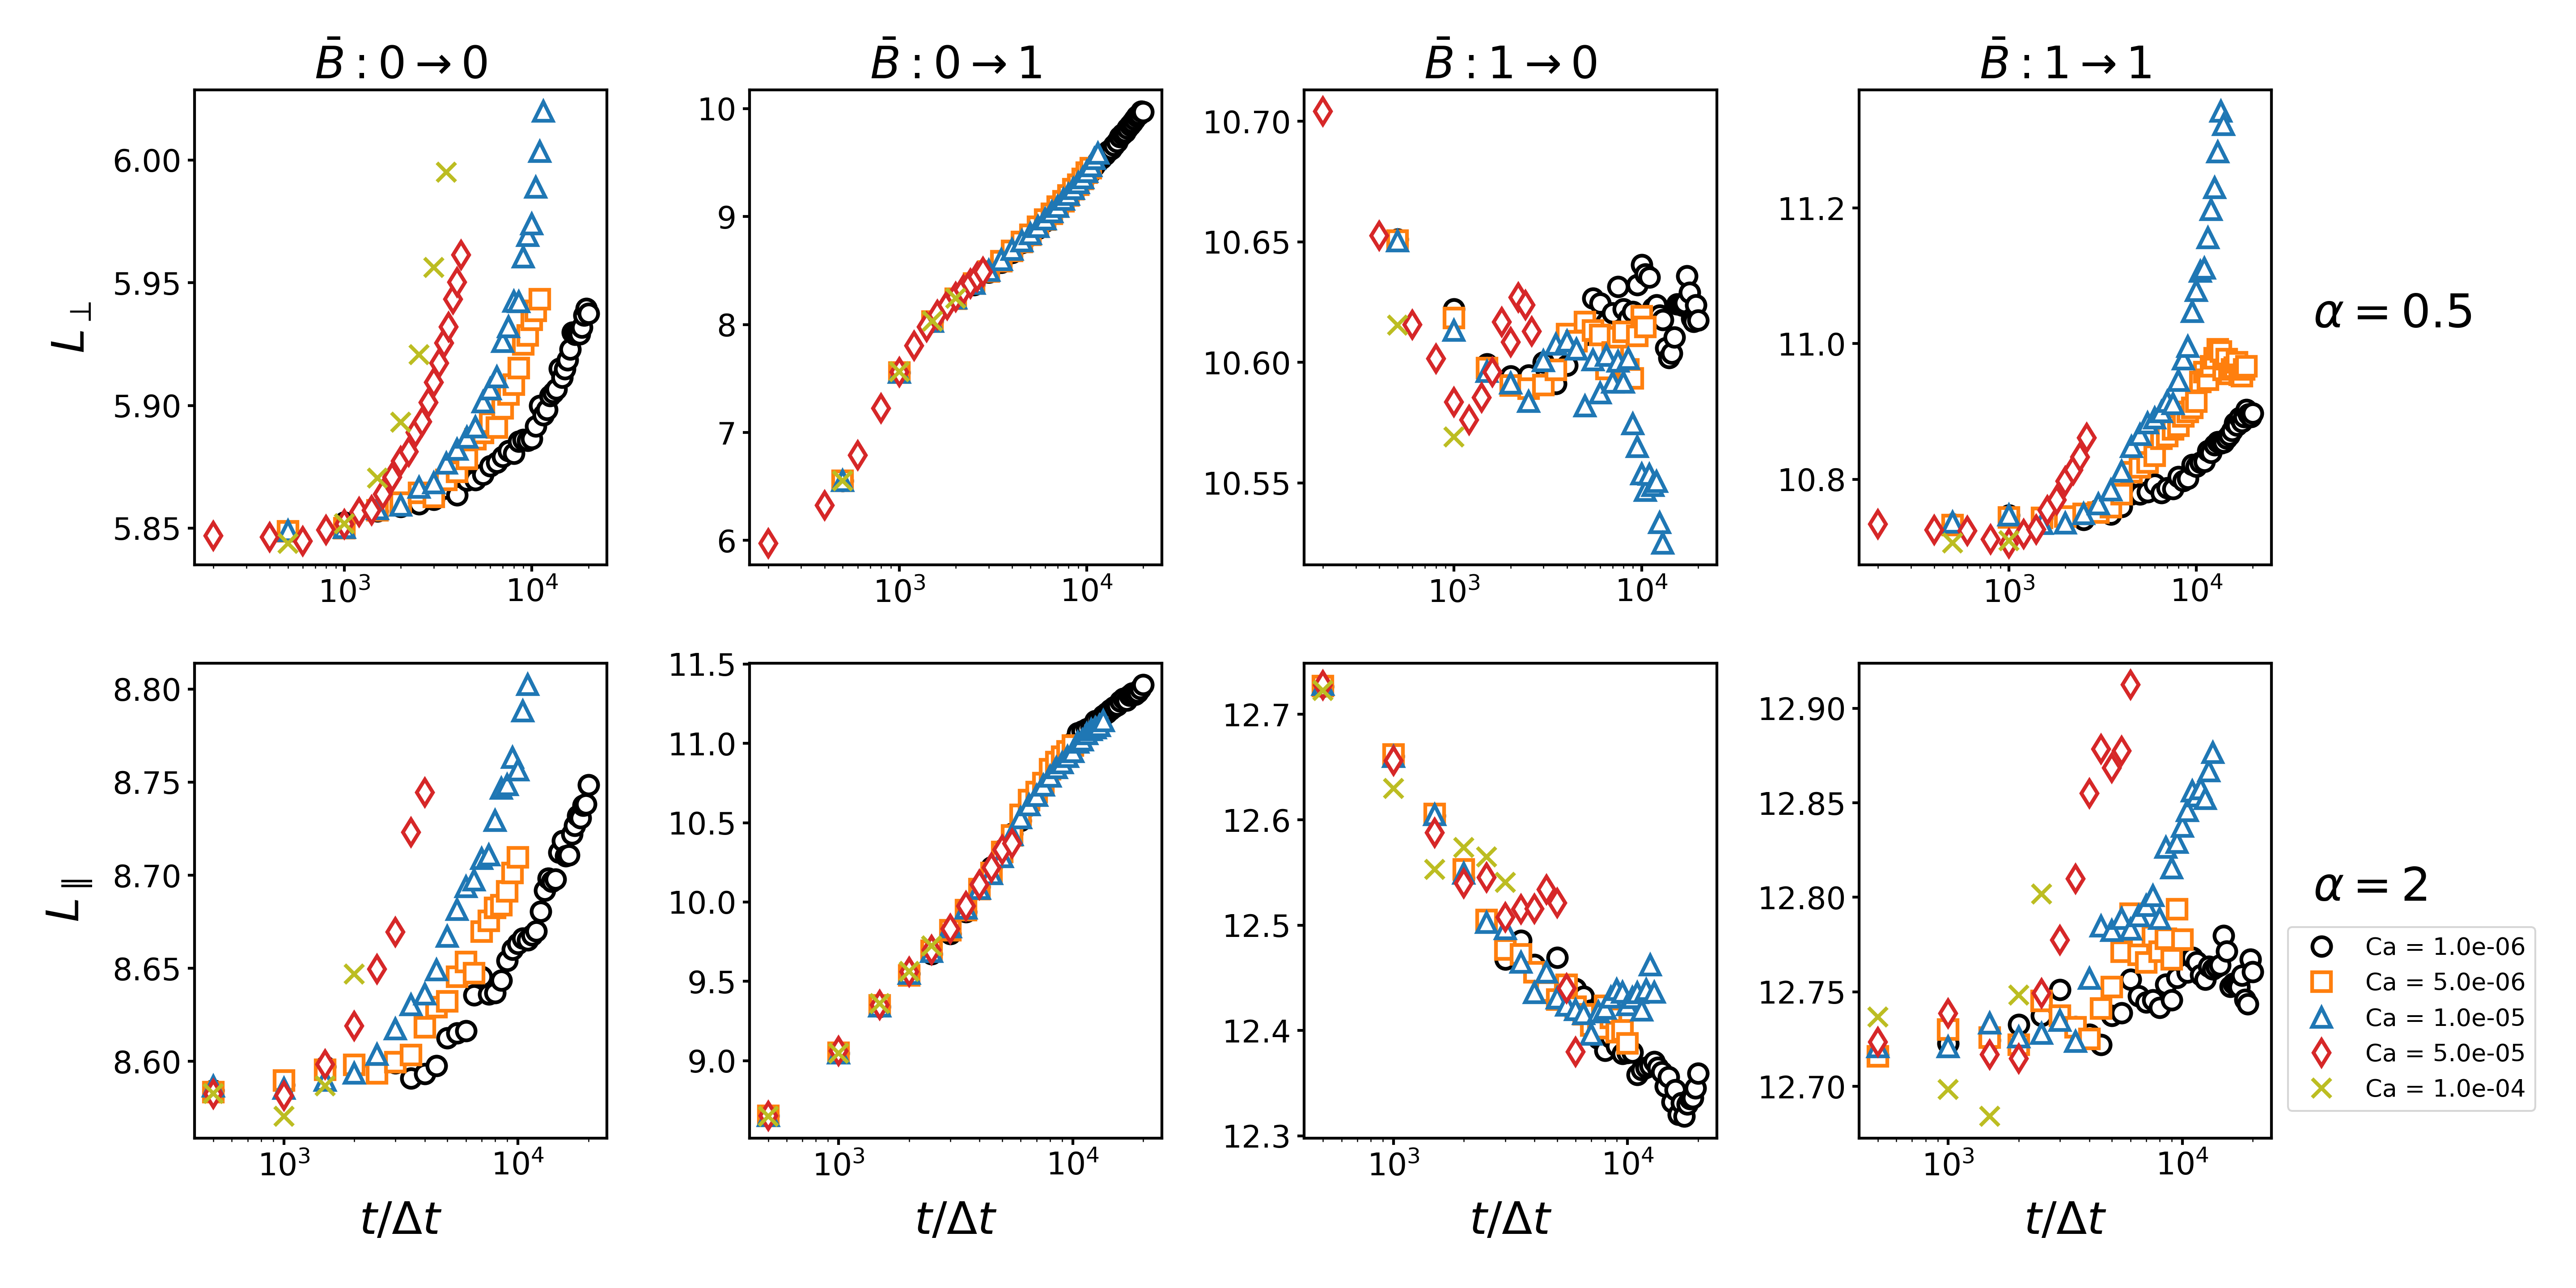 B̄ : 0 → 0
B̄ : 0 → 1
B̄ : 1 → 0
B̄ : 1 → 1
L⊥
6.00
5.95
5.90
5.85
10³ 10⁴
10
9
8
7
6
10³ 10⁴
10.70
10.65
10.60
10.55
10³ 10⁴
11.2
11.0
10.8
10³ 10⁴
α = 0.5
L∥
8.80
8.75
8.70
8.65
8.60
10³ 10⁴
t/Δt
11.5
11.0
10.5
10.0
9.5
9.0
10³ 10⁴
t/Δt
12.7
12.6
12.5
12.4
12.3
10³ 10⁴
t/Δt
12.90
12.85
12.80
12.75
12.70
10³ 10⁴
t/Δt
α = 2
Ca = 1.0e-06
Ca = 5.0e-06
Ca = 1.0e-05
Ca = 5.0e-05
Ca = 1.0e-04